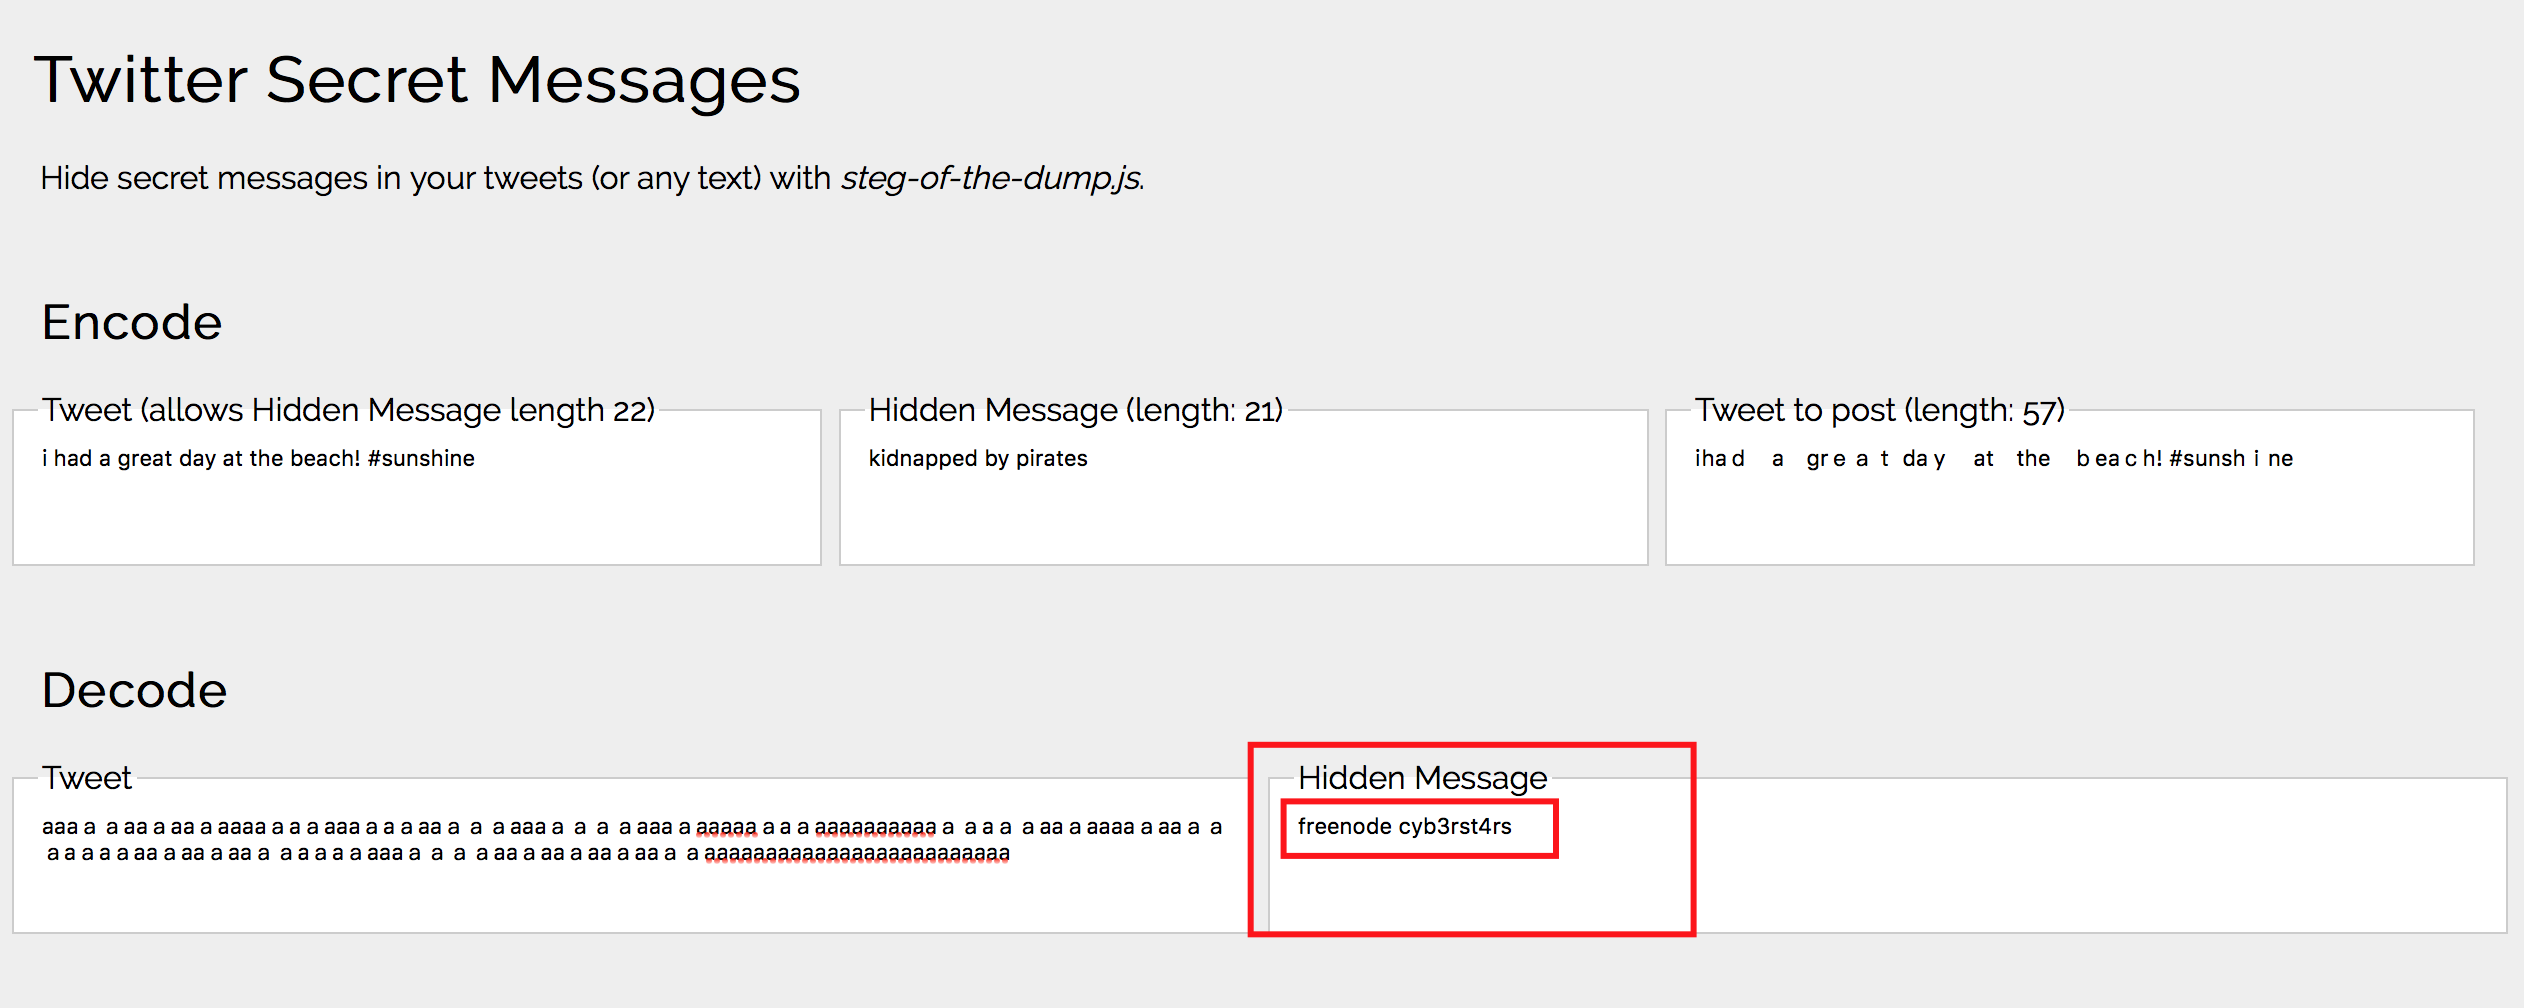 Twitter Secret Messages
Hide secret messages in your tweets (or any text) with steg-of-the-dump.js.
Encode
Tweet (allows Hidden Message length 22)
i had a great day at the beach! #sunshine
Hidden Message (length: 21)
kidnapped by pirates
Tweet to post (length: 57)
iha d a gr e a t da y at the b e a c h! #sunsh i ne
Decode
Tweet
aaa a a aa a aa a aaaa a a a aaa a a a aa a a a aaa a a a a aaa a aaaaa a a a aaaaaaaaaa a a a a a aa a aaaa a aa a a
a a a a a aa a aa a aa a a a a a a aaa a a a a aa a aa a aa a aa a a aaaaaaaaaaaaaaaaaaaaaaaaa
Hidden Message
freenode cyb3rst4rs